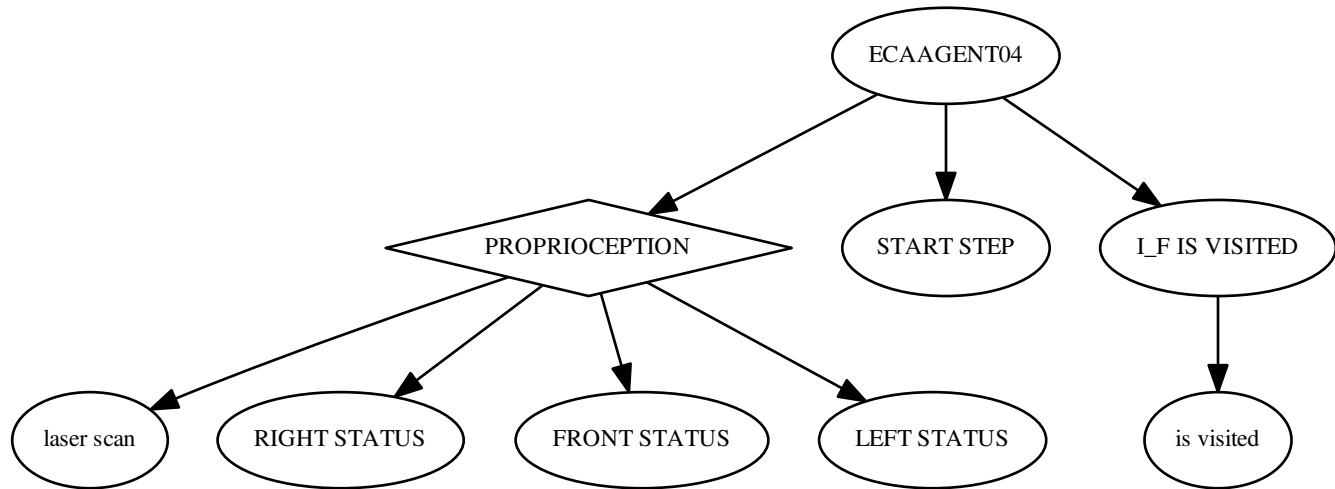 ECAAGENT04
PROPRIOCEPTION
START STEP
I_F IS VISITED
laser scan
RIGHT STATUS
FRONT STATUS
LEFT STATUS
is visited